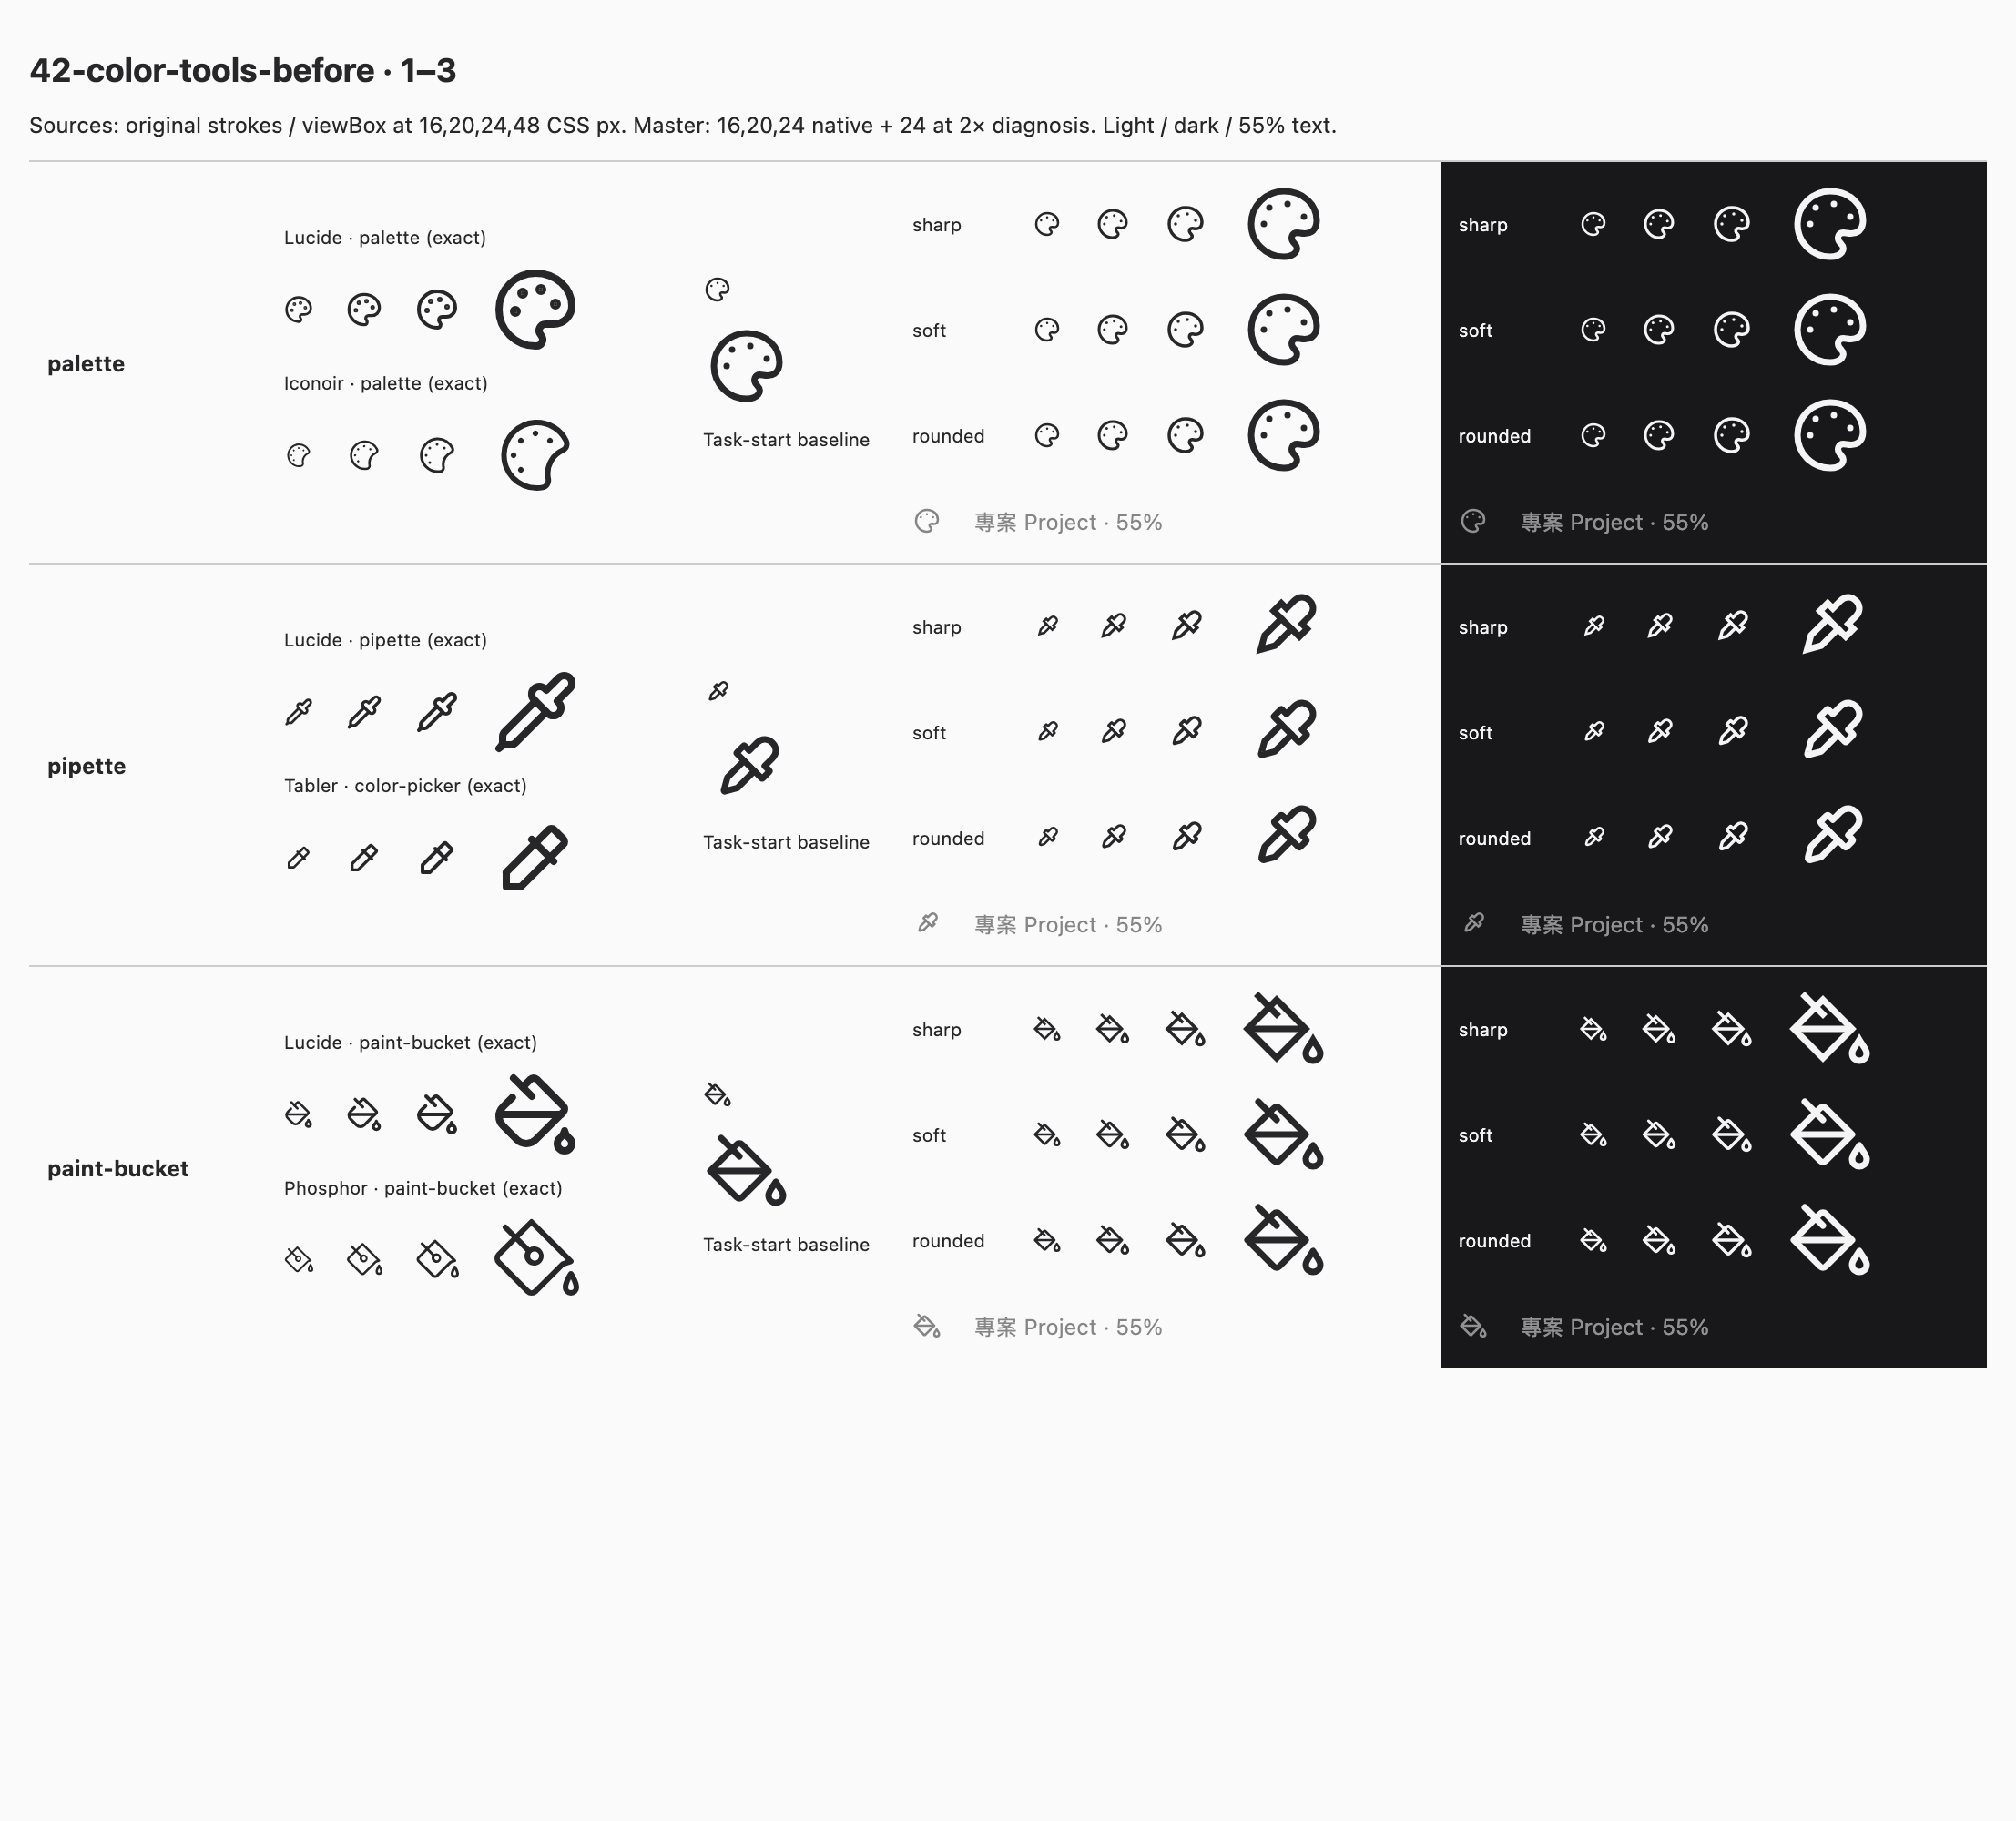 42-color-tools-before · 1–3
Sources: original strokes / viewBox at 16,20,24,48 CSS px. Master: 16,20,24 native + 24 at 2× diagnosis. Light / dark / 55% text.
palette
Lucide · palette (exact)
Iconoir · palette (exact)
Task-start baseline
sharp
soft
rounded
專案 Project · 55%
sharp
soft
rounded
專案 Project · 55%
pipette
Lucide · pipette (exact)
Tabler · color-picker (exact)
Task-start baseline
sharp
soft
rounded
專案 Project · 55%
sharp
soft
rounded
專案 Project · 55%
paint-bucket
Lucide · paint-bucket (exact)
Phosphor · paint-bucket (exact)
Task-start baseline
sharp
soft
rounded
專案 Project · 55%
sharp
soft
rounded
專案 Project · 55%